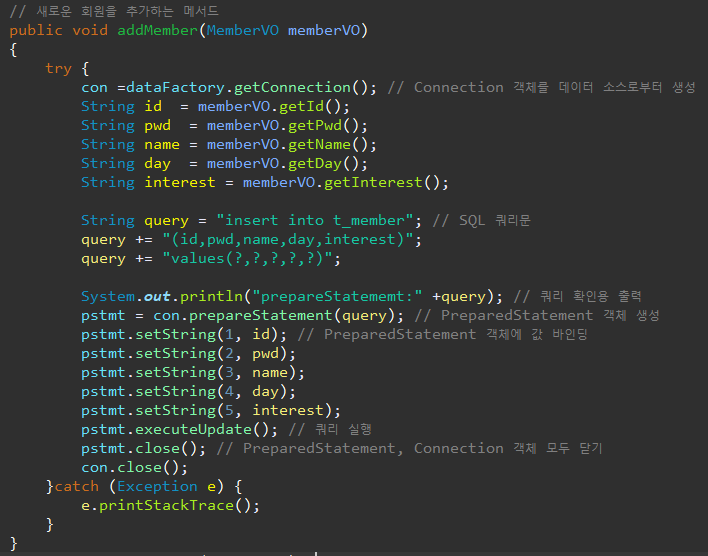 // 새로운 회원을 추가하는 메서드
public void addMember(MemberVO memberVO)
{
    try {
        con =dataFactory.getConnection(); // Connection 객체를 데이터 소스로부터 생성
        String id  = memberVO.getId();
        String pwd  = memberVO.getPwd();
        String name = memberVO.getName();
        String day  = memberVO.getDay();
        String interest = memberVO.getInterest();

        String query = "insert into t_member"; // SQL 쿼리문
        query += "(id,pwd,name,day,interest)";
        query += "values(?,?,?,?,?)";

        System.out.println("prepareStatememt:" +query); // 쿼리 확인용 출력
        pstmt = con.prepareStatement(query); // PreparedStatement 객체 생성
        pstmt.setString(1, id); // PreparedStatement 객체에 값 바인딩
        pstmt.setString(2, pwd);
        pstmt.setString(3, name);
        pstmt.setString(4, day);
        pstmt.setString(5, interest);
        pstmt.executeUpdate(); // 쿼리 실행
        pstmt.close(); // PreparedStatement, Connection 객체 모두 닫기
        con.close();
    }catch (Exception e) {
        e.printStackTrace();
    }
}